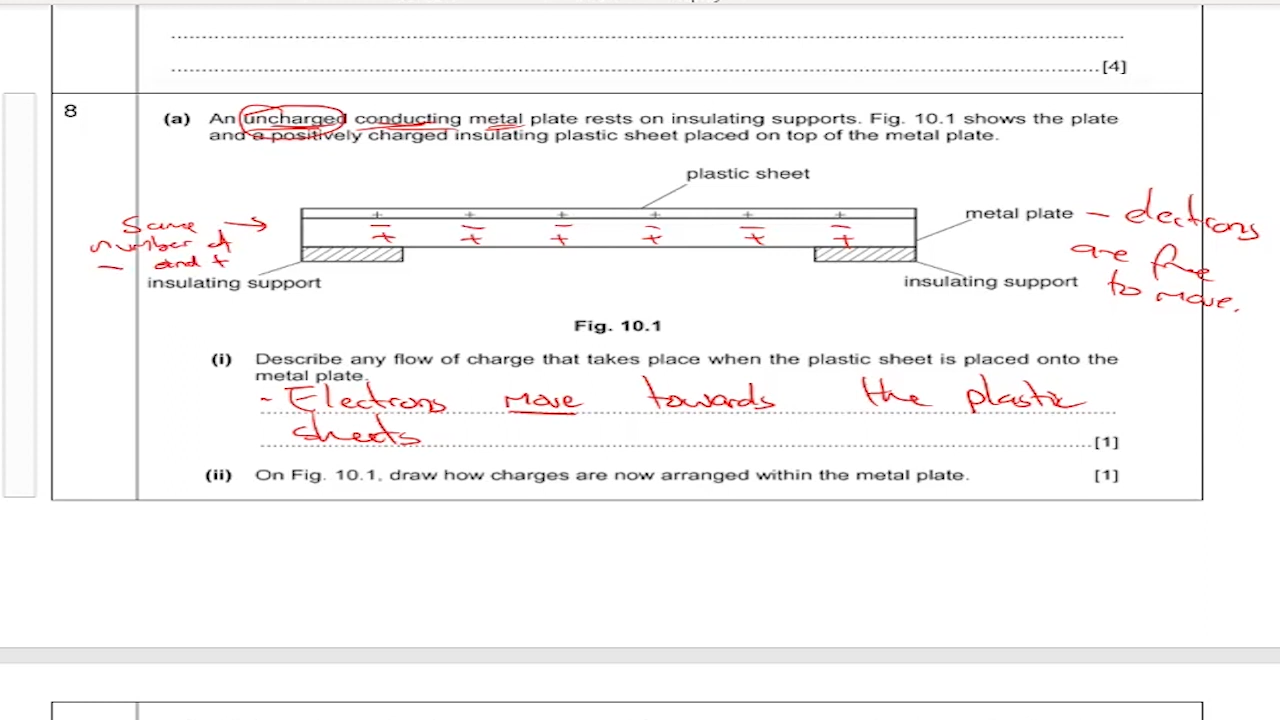 [4]
8
(a) An uncharged conducting metal plate rests on insulating supports. Fig. 10.1 shows the plate
and a positively charged insulating plastic sheet placed on top of the metal plate.
plastic sheet
metal plate - electrons
are free
to move.
Same →
number of
- and +
+ + + + + +
- - - - - -
+ + + + + +
insulating support
insulating support
Fig. 10.1
(i) Describe any flow of charge that takes place when the plastic sheet is placed onto the
metal plate.
- Electrons move towards the plastic
sheets
[1]
(ii) On Fig. 10.1, draw how charges are now arranged within the metal plate. [1]